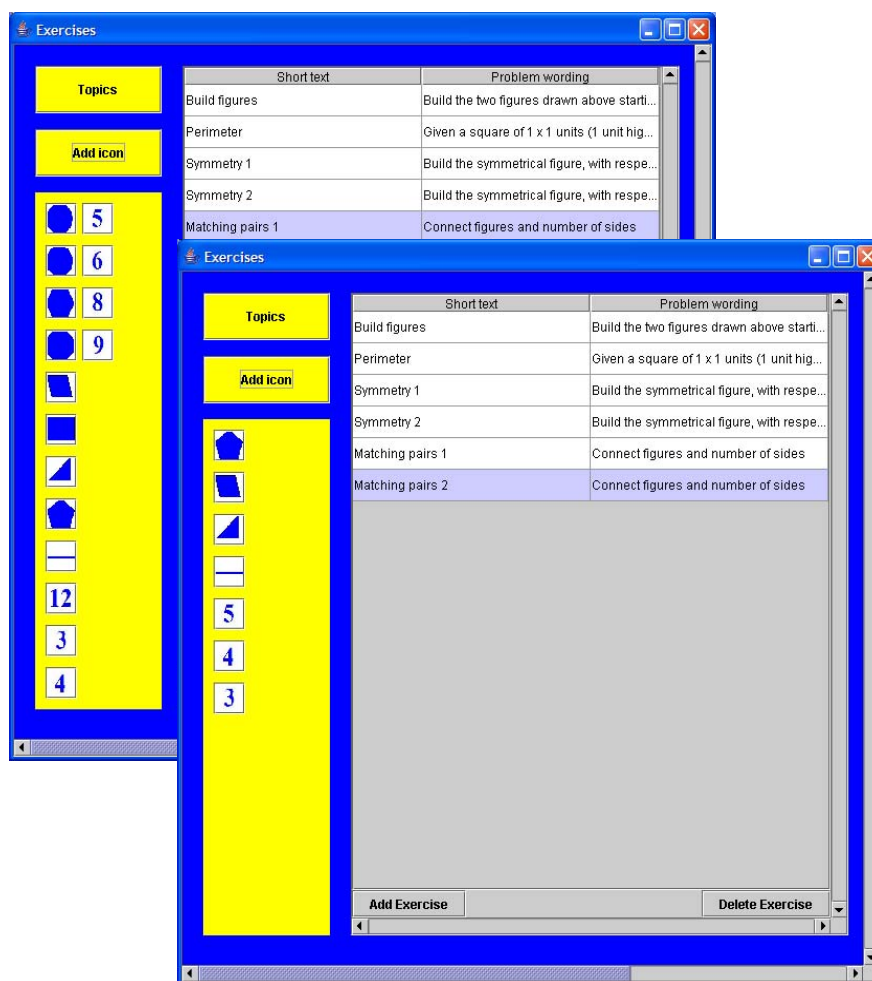 Exercises
Topics
Add icon
Short text Problem wording
Build figures Build the two figures drawn above starti...
Perimeter Given a square of 1 x 1 units (1 unit hig...
Symmetry 1 Build the symmetrical figure, with respe...
Symmetry 2 Build the symmetrical figure, with respe...
Matching pairs 1 Connect figures and number of sides
5
6
8
9
12
3
4
Exercises
Topics
Add icon
Short text Problem wording
Build figures Build the two figures drawn above starti...
Perimeter Given a square of 1 x 1 units (1 unit hig...
Symmetry 1 Build the symmetrical figure, with respe...
Symmetry 2 Build the symmetrical figure, with respe...
Matching pairs 1 Connect figures and number of sides
Matching pairs 2 Connect figures and number of sides
5
4
3
Add Exercise Delete Exercise